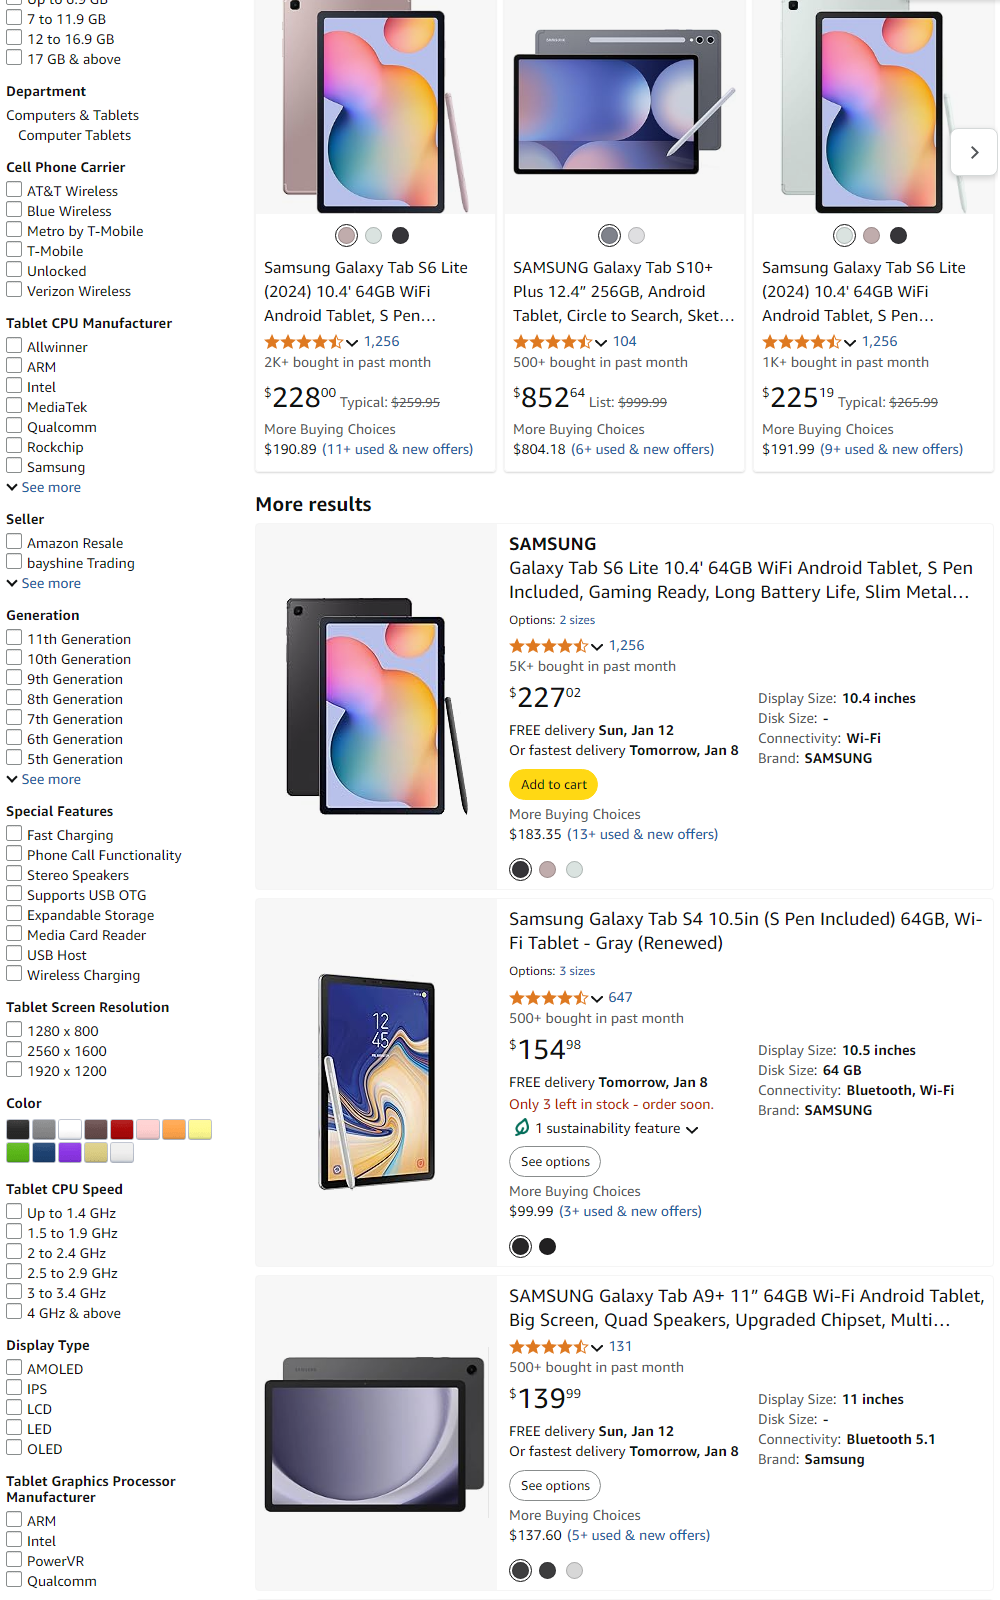 Up to 6.9 GB
7 to 11.9 GB
12 to 16.9 GB
17 GB & above
Department
Computers & Tablets
Computer Tablets
Cell Phone Carrier
AT&T Wireless
Blue Wireless
Metro by T-Mobile
T-Mobile
Unlocked
Verizon Wireless
Tablet CPU Manufacturer
Allwinner
ARM
Intel
MediaTek
Qualcomm
Rockchip
Samsung
See more
Seller
Amazon Resale
bayshine Trading
See more
Generation
11th Generation
10th Generation
9th Generation
8th Generation
7th Generation
6th Generation
5th Generation
See more
Special Features
Fast Charging
Phone Call Functionality
Stereo Speakers
Supports USB OTG
Expandable Storage
Media Card Reader
USB Host
Wireless Charging
Tablet Screen Resolution
1280 x 800
2560 x 1600
1920 x 1200
Color
Tablet CPU Speed
Up to 1.4 GHz
1.5 to 1.9 GHz
2 to 2.4 GHz
2.5 to 2.9 GHz
3 to 3.4 GHz
4 GHz & above
Display Type
AMOLED
IPS
LCD
LED
OLED
Tablet Graphics Processor
Manufacturer
ARM
Intel
PowerVR
Qualcomm
Samsung Galaxy Tab S6 Lite
(2024) 10.4' 64GB WiFi
Android Tablet, S Pen…
1,256
2K+ bought in past month
$228.00 Typical: $259.95
More Buying Choices
$190.89 (11+ used & new offers)
SAMSUNG
SAMSUNG Galaxy Tab S10+
Plus 12.4” 256GB, Android
Tablet, Circle to Search, Sket…
104
500+ bought in past month
$852.64 List: $999.99
More Buying Choices
$804.18 (6+ used & new offers)
Samsung Galaxy Tab S6 Lite
(2024) 10.4' 64GB WiFi
Android Tablet, S Pen…
1,256
1K+ bought in past month
$225.19 Typical: $265.99
More Buying Choices
$191.99 (9+ used & new offers)
More results
SAMSUNG
Galaxy Tab S6 Lite 10.4' 64GB WiFi Android Tablet, S Pen
Included, Gaming Ready, Long Battery Life, Slim Metal…
Options: 2 sizes
1,256
5K+ bought in past month
$227.02
FREE delivery Sun, Jan 12
Or fastest delivery Tomorrow, Jan 8
Add to cart
More Buying Choices
$183.35 (13+ used & new offers)
Display Size: 10.4 inches
Disk Size: -
Connectivity: Wi-Fi
Brand: SAMSUNG
Samsung Galaxy Tab S4 10.5in (S Pen Included) 64GB, Wi-
Fi Tablet - Gray (Renewed)
Options: 3 sizes
647
500+ bought in past month
$154.98
FREE delivery Tomorrow, Jan 8
Only 3 left in stock - order soon.
1 sustainability feature
See options
More Buying Choices
$99.99 (3+ used & new offers)
Display Size: 10.5 inches
Disk Size: 64 GB
Connectivity: Bluetooth, Wi-Fi
Brand: SAMSUNG
12
45
SAMSUNG Galaxy Tab A9+ 11” 64GB Wi-Fi Android Tablet,
Big Screen, Quad Speakers, Upgraded Chipset, Multi…
131
500+ bought in past month
$139.99
FREE delivery Sun, Jan 12
Or fastest delivery Tomorrow, Jan 8
See options
More Buying Choices
$137.60 (5+ used & new offers)
Display Size: 11 inches
Disk Size: -
Connectivity: Bluetooth 5.1
Brand: Samsung